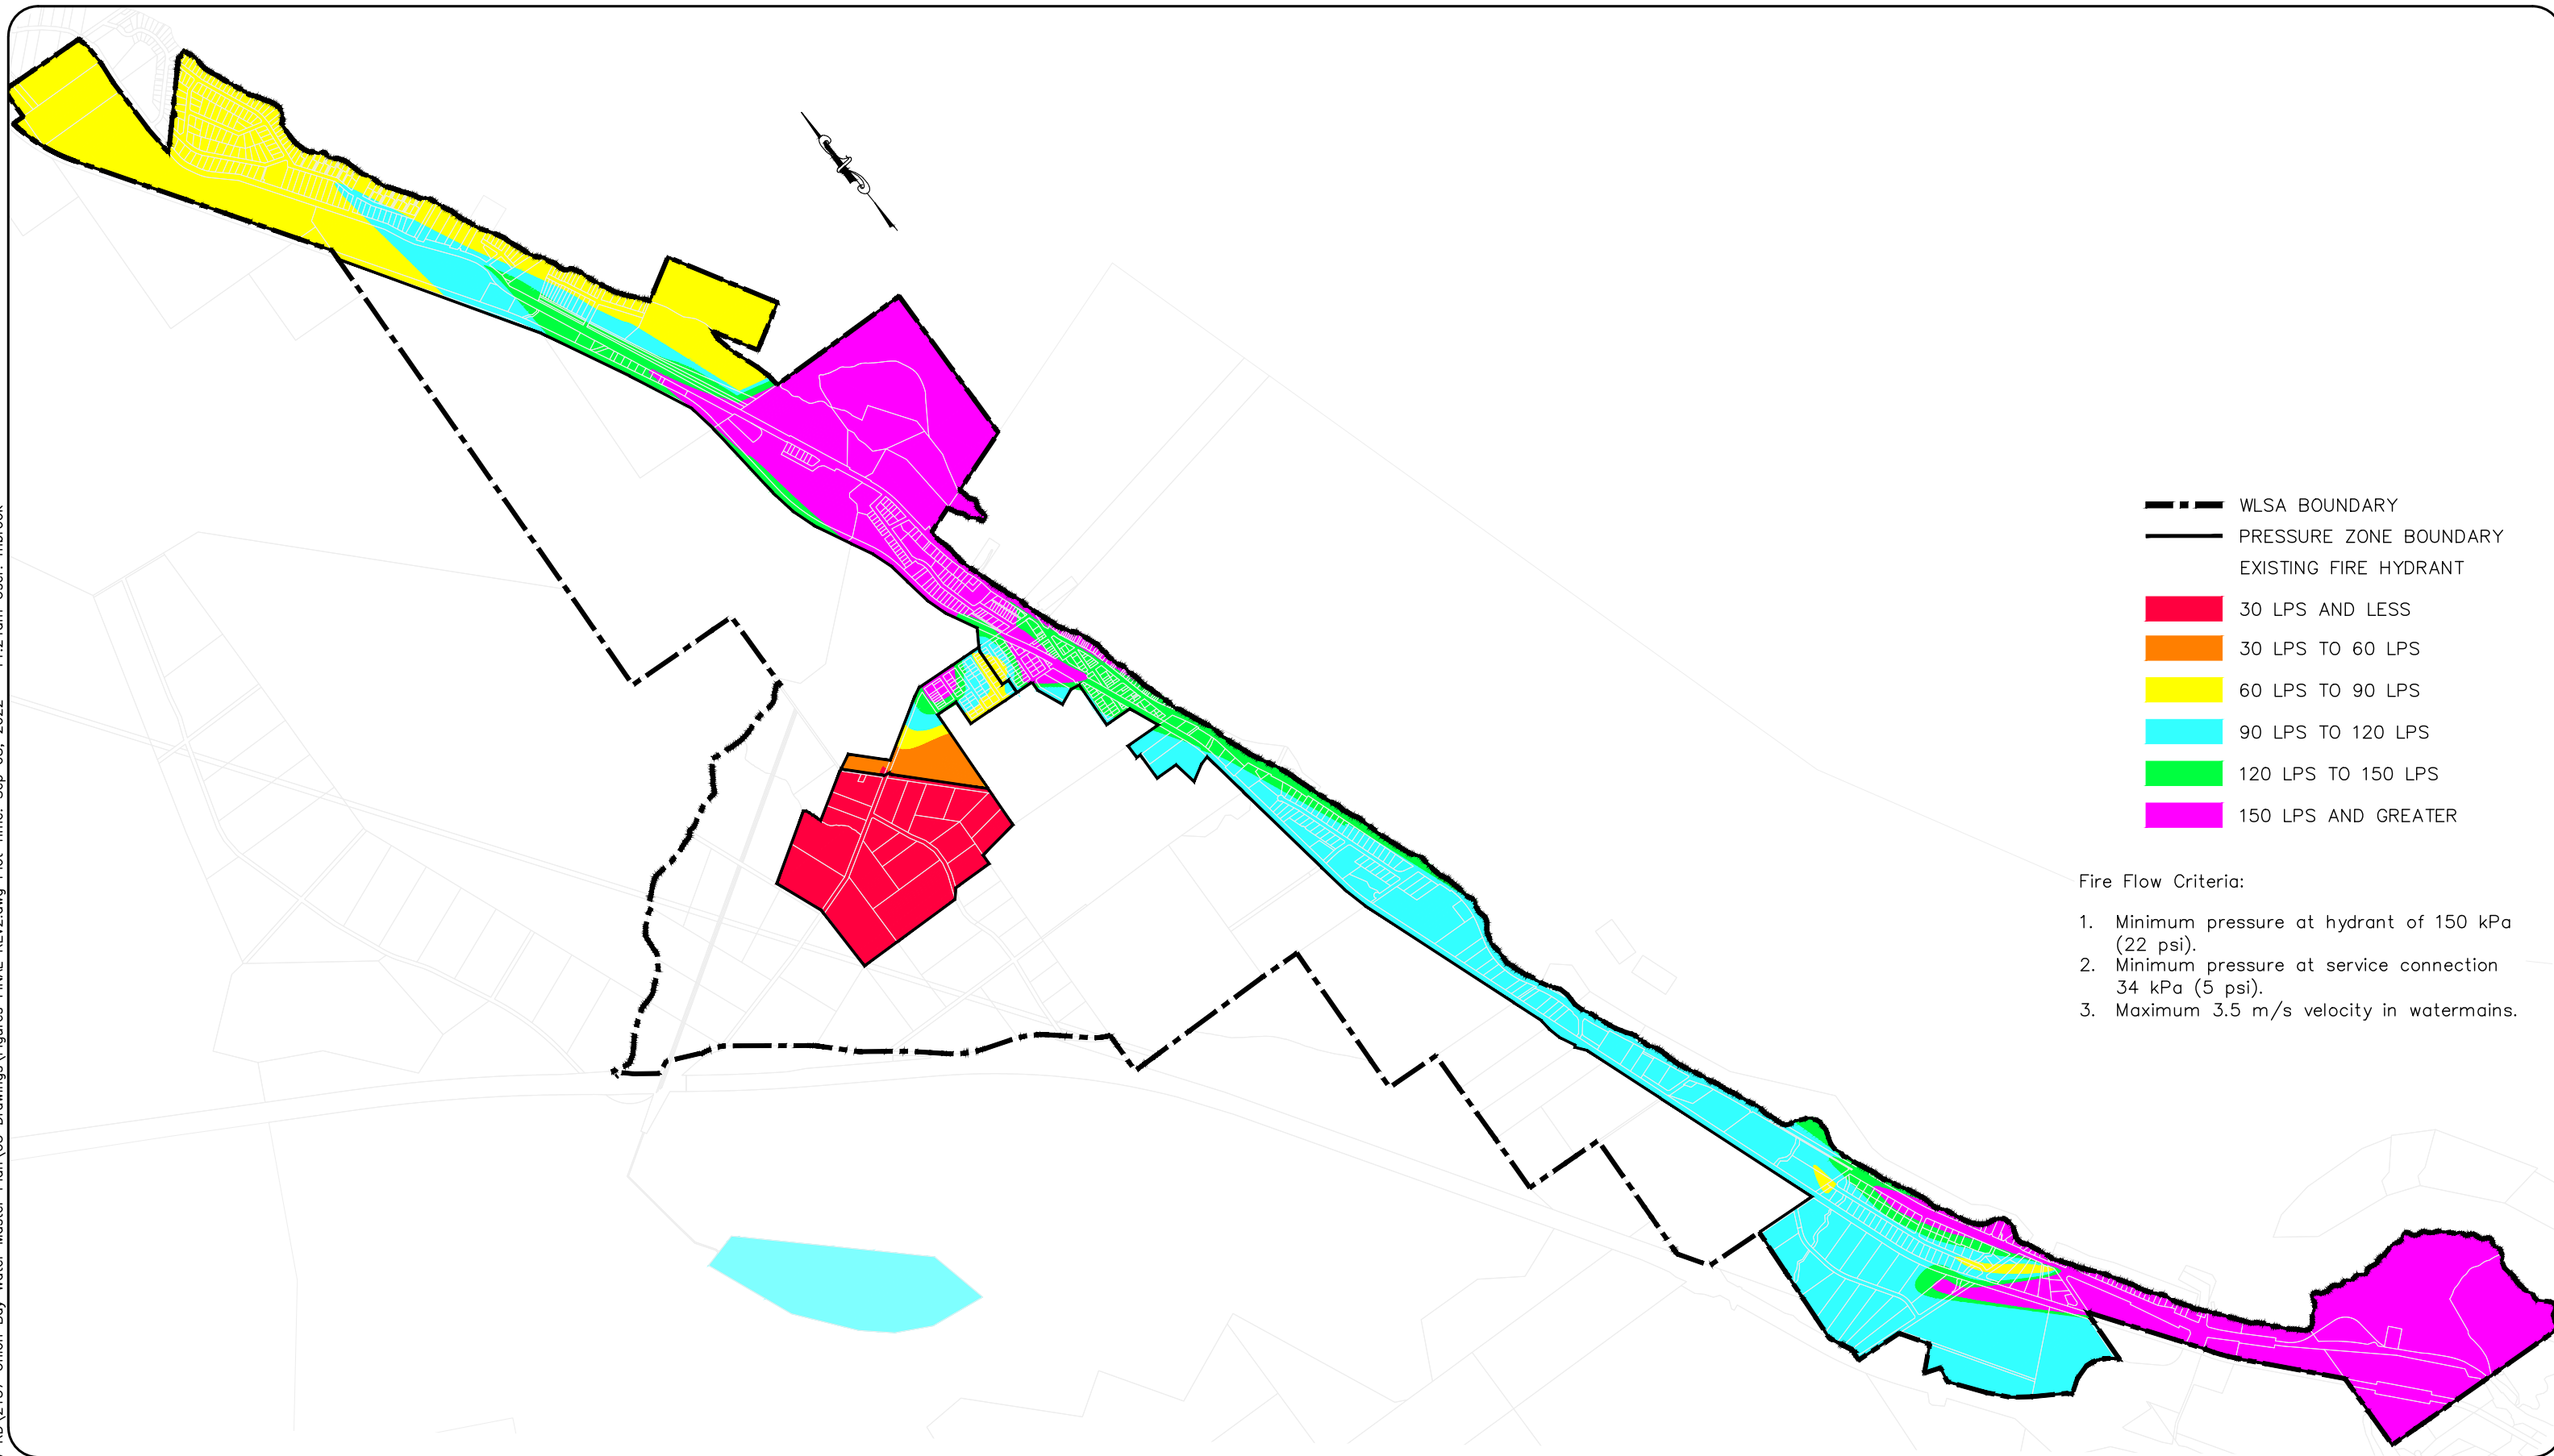 WLSA BOUNDARY
PRESSURE ZONE BOUNDARY
EXISTING FIRE HYDRANT
30 LPS AND LESS
30 LPS TO 60 LPS
60 LPS TO 90 LPS
90 LPS TO 120 LPS
120 LPS TO 150 LPS
150 LPS AND GREATER
Fire Flow Criteria:
1. Minimum pressure at hydrant of 150 kPa
(22 psi).
2. Minimum pressure at service connection
34 kPa (5 psi).
3. Maximum 3.5 m/s velocity in watermains.